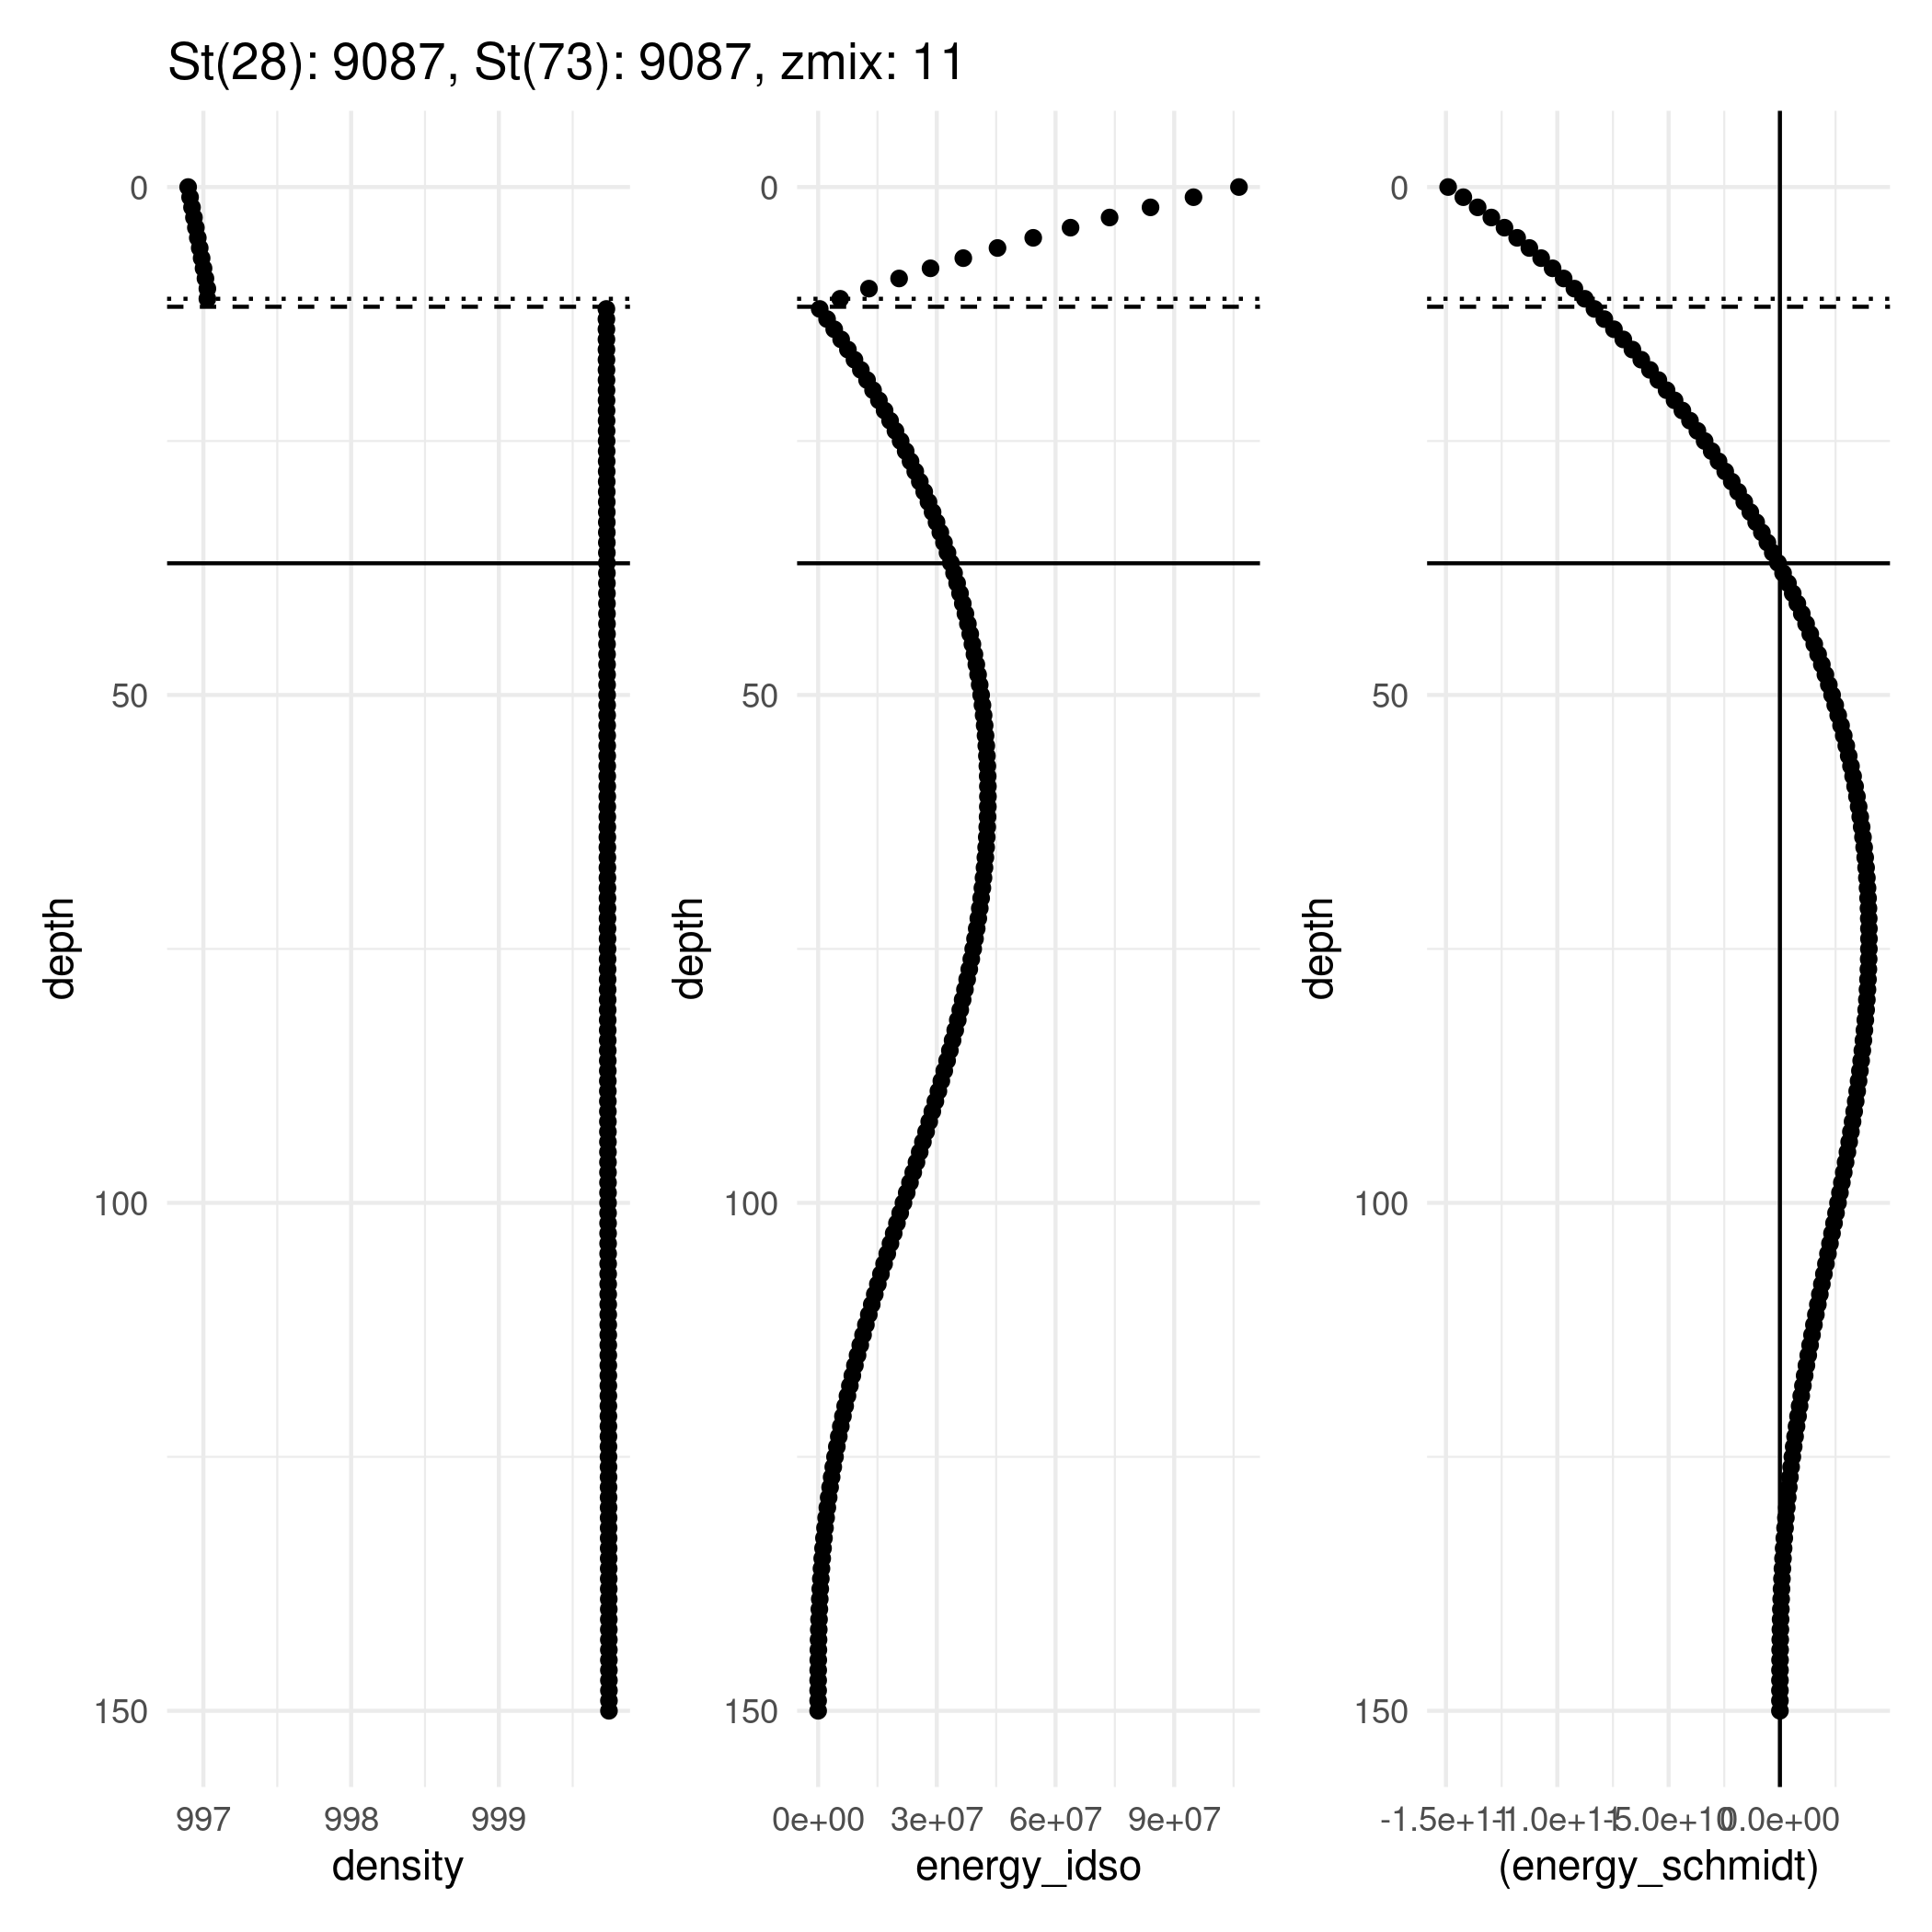 St(28): 9087, St(73): 9087, zmix: 11
0
50
100
150
depth
997 998 999
density
0
50
100
150
depth
0e+00 3e+07 6e+07 9e+07
energy_idso
0
50
100
150
depth
-1.5e+11 -1.0e+11 -5.0e+10 0.0e+00
(energy_schmidt)